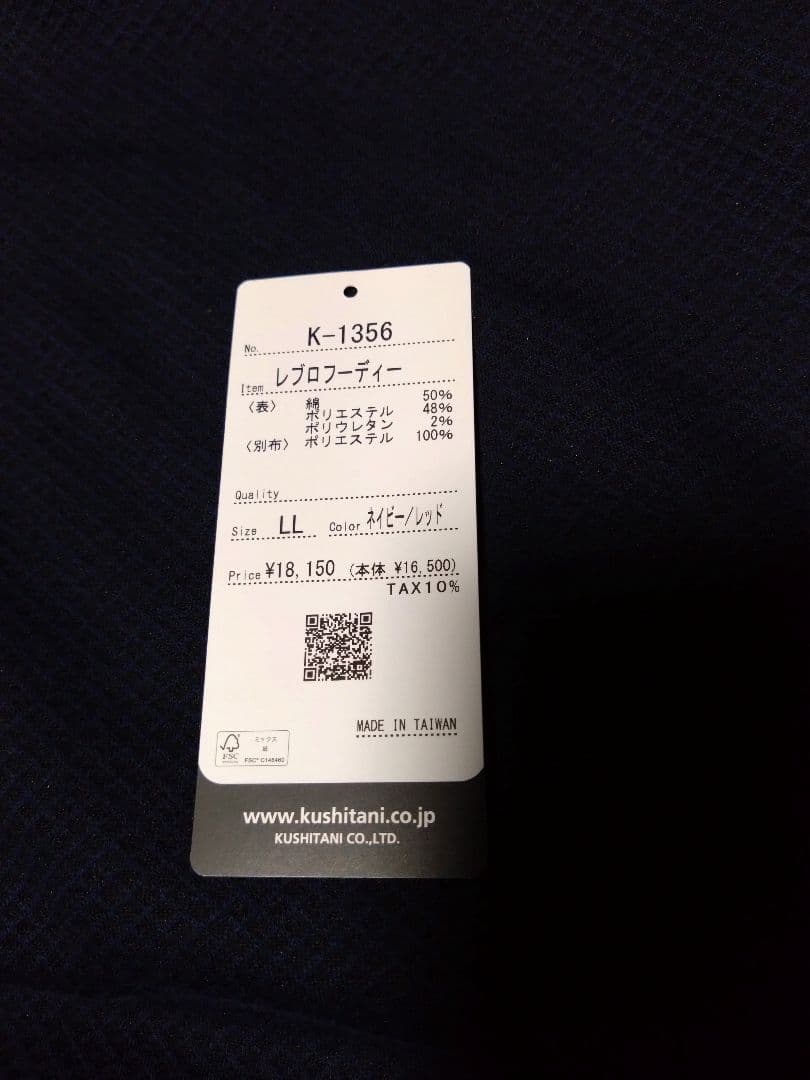 No. K-1356
Item レブロフーディー
〈表〉 綿 50%
ポリエステル 48%
ポリウレタン 2%
〈別布〉 ポリエステル 100%
Quality
Size LL Color ネイビー/レッド
Price ¥18,150 (本体 ¥16,500)
TAX10%
MADE IN TAIWAN
FSC
ミックス
紙
www.kushitani.co.jp
KUSHITANI CO.,LTD.